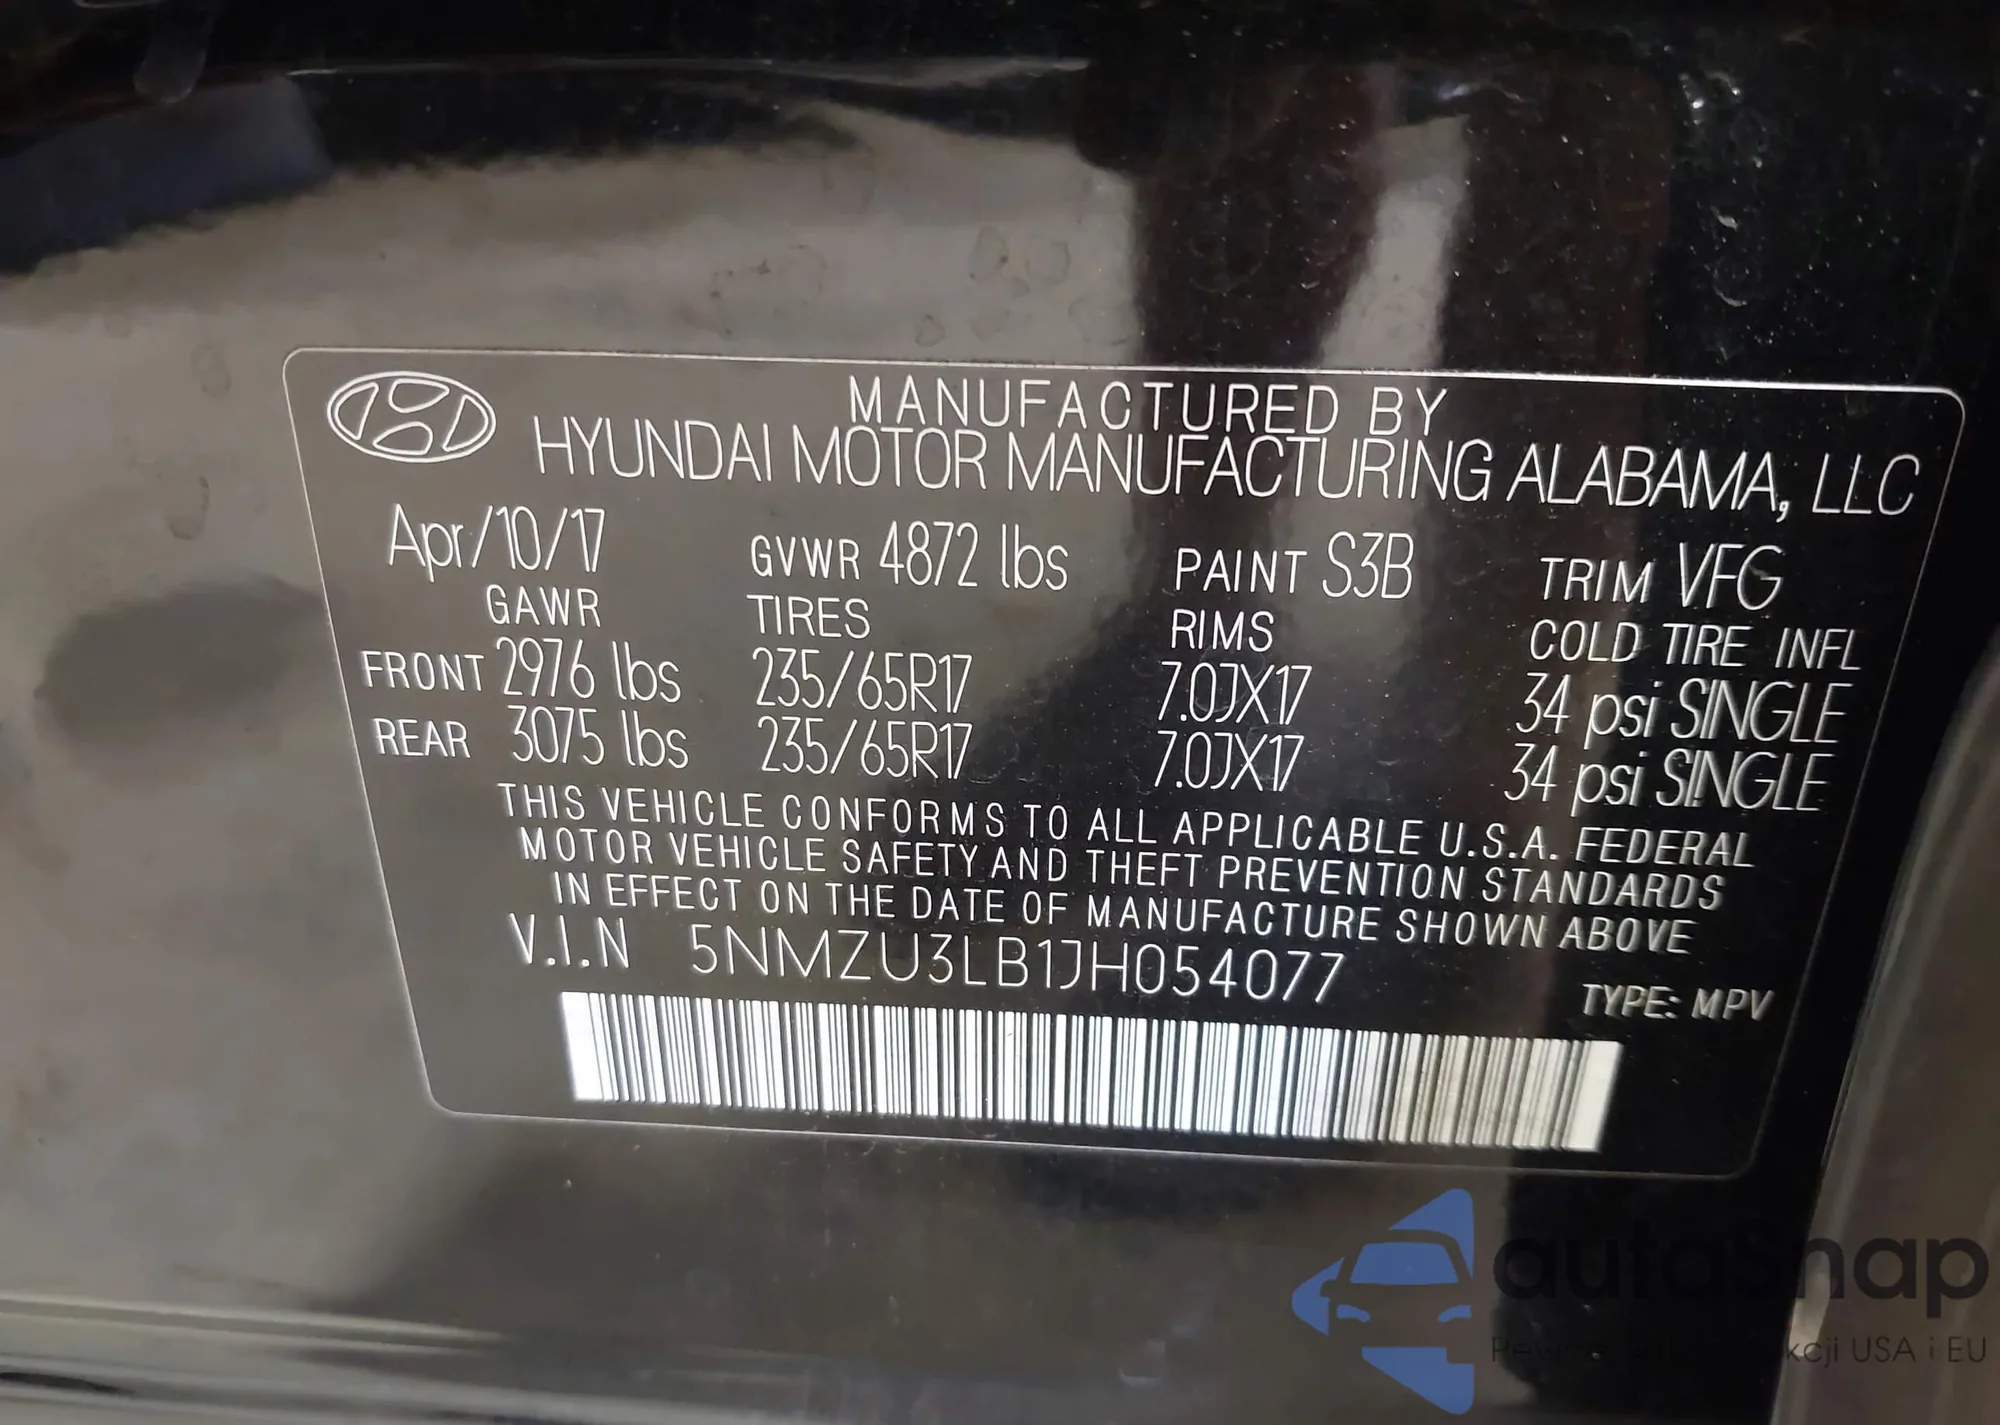 MANUFACTURED BY
HYUNDAI MOTOR MANUFACTURING ALABAMA, LLC
Apr/10/17 GVWR 4872 lbs PAINT S3B TRIM VFG
GAWR TIRES RIMS COLD TIRE INFL
FRONT 2976 lbs 235/65R17 7.0JX17 34 psi SINGLE
REAR 3075 lbs 235/65R17 7.0JX17 34 psi SINGLE
THIS VEHICLE CONFORMS TO ALL APPLICABLE U.S.A. FEDERAL
MOTOR VEHICLE SAFETY AND THEFT PREVENTION STANDARDS
IN EFFECT ON THE DATE OF MANUFACTURE SHOWN ABOVE
V.I.N 5NMZU3LB1JH054077
TYPE: MPV
autosnap
USA i EU